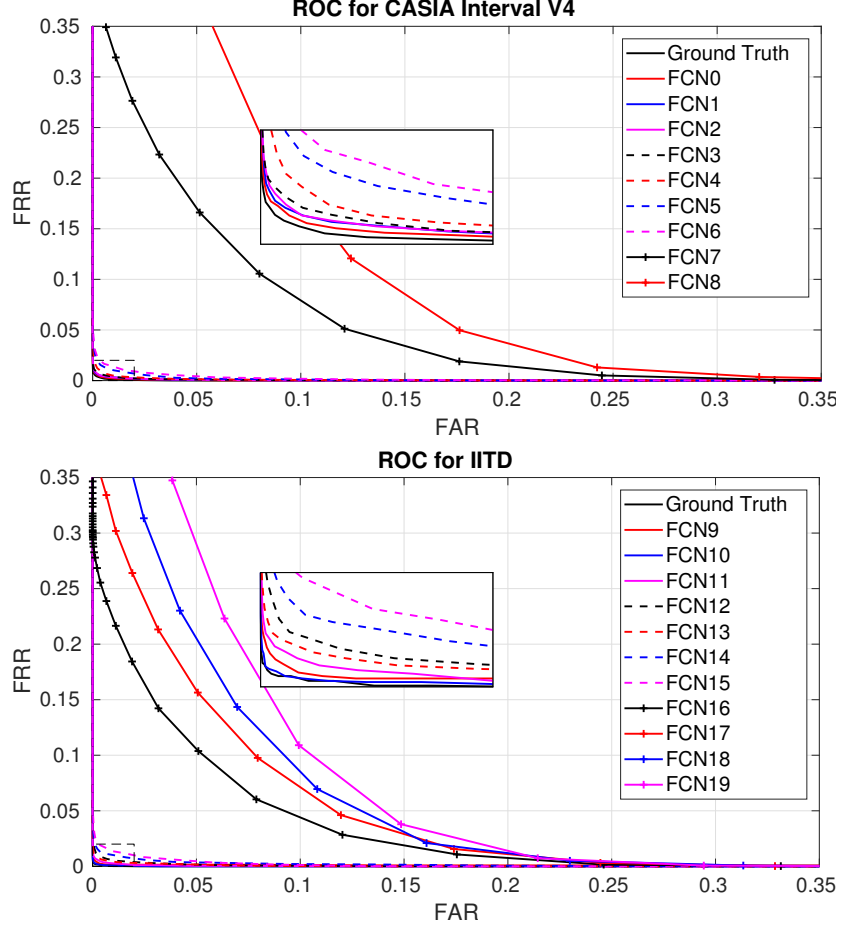 ROC for CASIA Interval V4
0.35
0.3
0.25
0.2
0.15
0.1
0.05
0
FRR
Ground Truth
FCN0
FCN1
FCN2
FCN3
FCN4
FCN5
FCN6
FCN7
FCN8
0
0.05
0.1
0.15
0.2
0.25
0.3
0.35
FAR
ROC for IITD
0.35
0.3
0.25
0.2
0.15
0.1
0.05
0
FRR
Ground Truth
FCN9
FCN10
FCN11
FCN12
FCN13
FCN14
FCN15
FCN16
FCN17
FCN18
FCN19
0
0.05
0.1
0.15
0.2
0.25
0.3
0.35
FAR